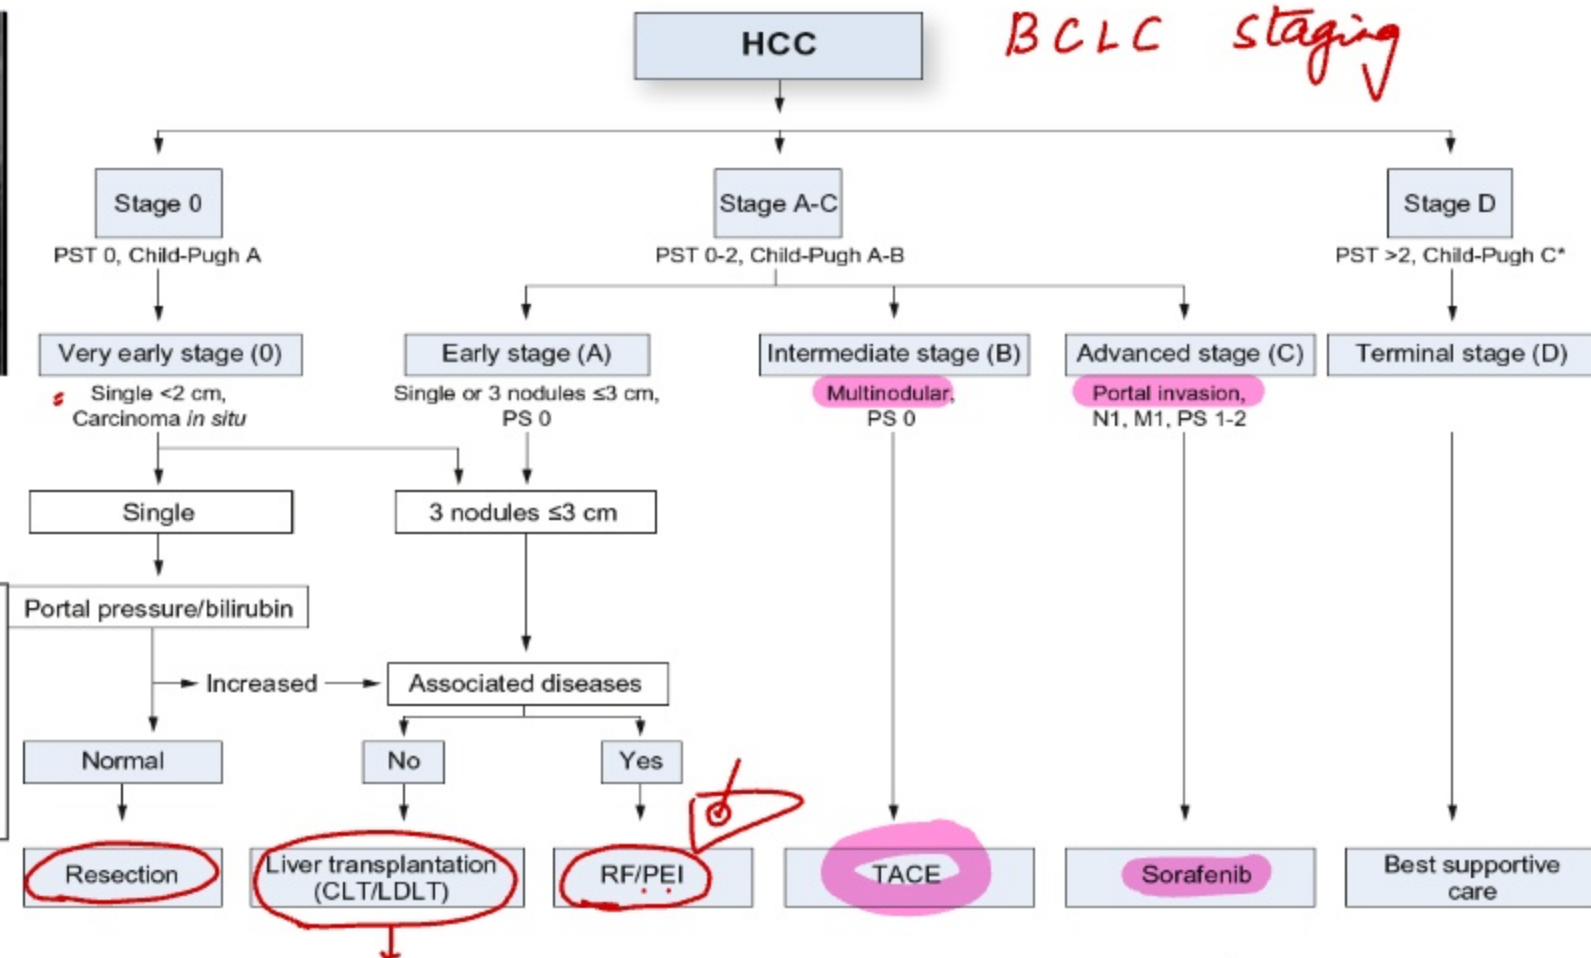 HCC
BCLC staging
Stage 0
Stage A-C
Stage D
PST 0, Child-Pugh A
PST 0-2, Child-Pugh A-B
PST >2, Child-Pugh C*
Very early stage (0)
Early stage (A)
Intermediate stage (B)
Advanced stage (C)
Terminal stage (D)
Single <2 cm,
Carcinoma in situ
Single or 3 nodules ≤3 cm,
PS 0
Multinodular,
PS 0
Portal invasion,
N1, M1, PS 1-2
Single
3 nodules ≤3 cm
Portal pressure/bilirubin
Increased
Associated diseases
Normal
No
Yes
Resection
Liver transplantation
(CLT/LDLT)
RF/PEI
TACE
Sorafenib
Best supportive
care